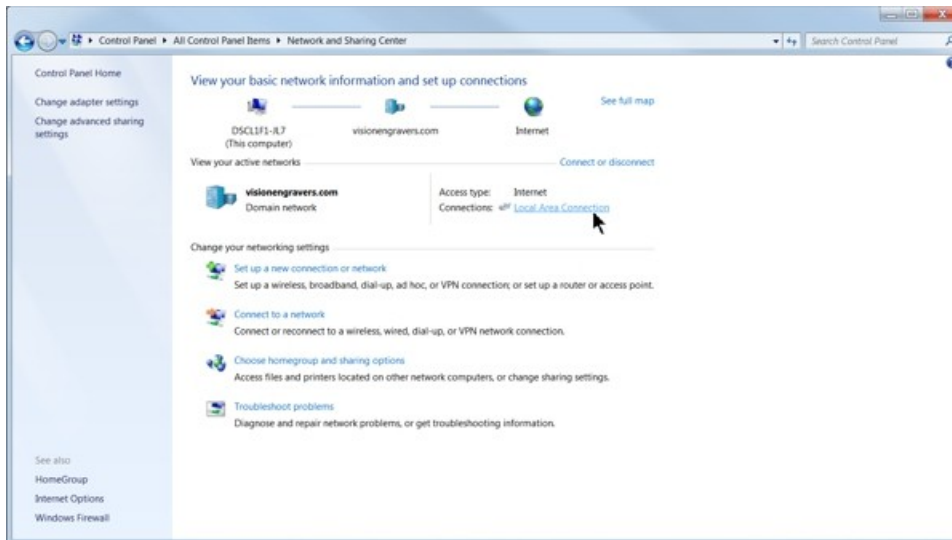 Control Panel ▸ All Control Panel Items ▸ Network and Sharing Center
Search Control Panel
Control Panel Home
Change adapter settings
Change advanced sharing
settings
View your basic network information and set up connections
See full map
DSCL1F1-JL7
(This computer)
visionengravers.com
Internet
View your active networks
Connect or disconnect
visionengravers.com
Domain network
Access type: Internet
Connections: Local Area Connection
Change your networking settings
Set up a new connection or network
Set up a wireless, broadband, dial-up, ad hoc, or VPN connection; or set up a router or access point.
Connect to a network
Connect or reconnect to a wireless, wired, dial-up, or VPN network connection.
Choose homegroup and sharing options
Access files and printers located on other network computers, or change sharing settings.
Troubleshoot problems
Diagnose and repair network problems, or get troubleshooting information.
See also
HomeGroup
Internet Options
Windows Firewall